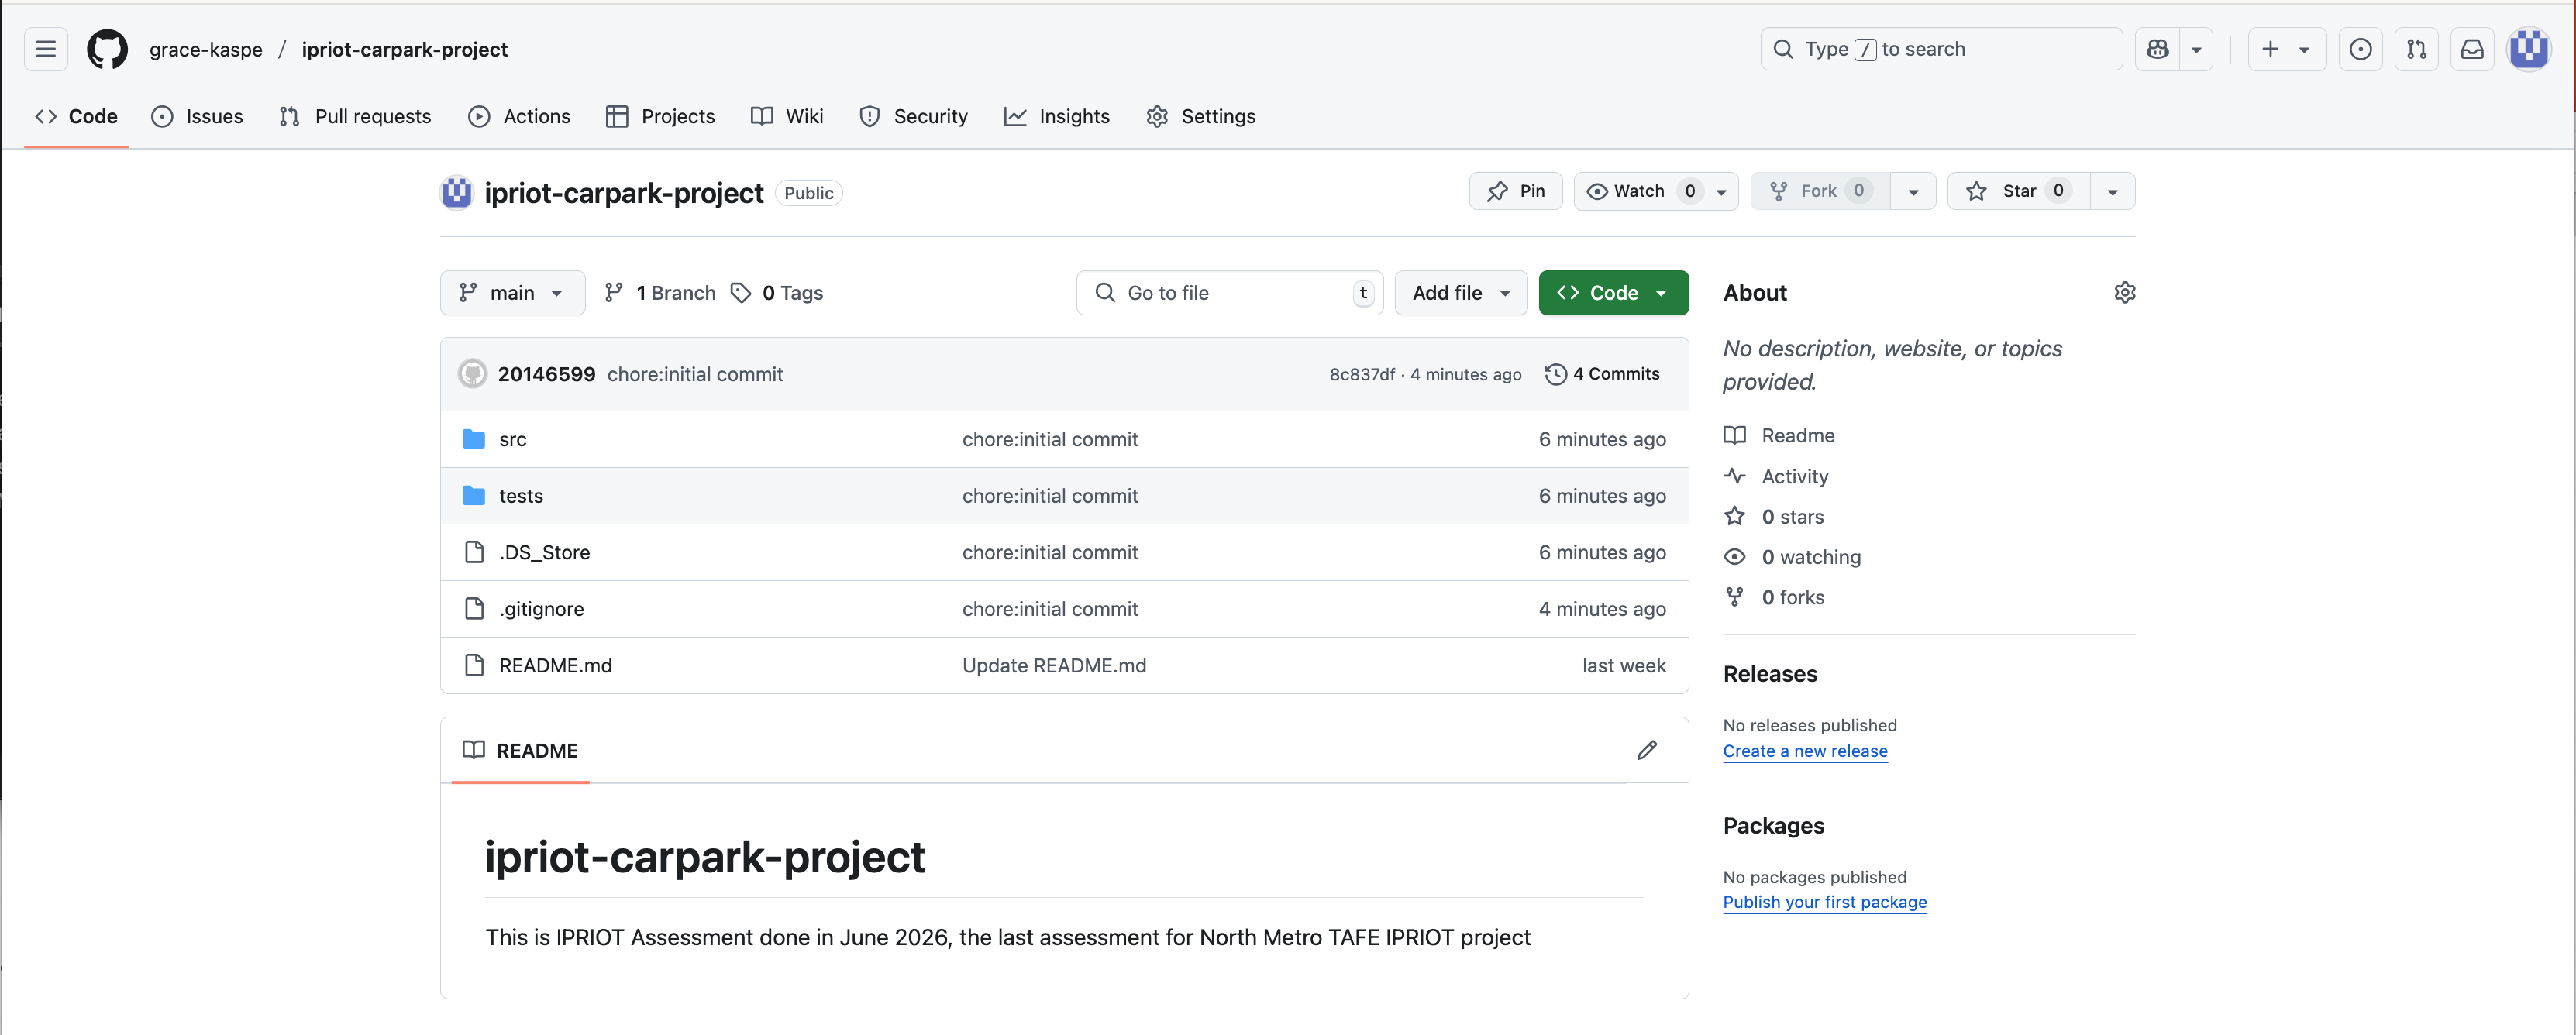 grace-kaspe / ipriot-carpark-project
Type / to search
Code Issues Pull requests Actions Projects Wiki Security Insights Settings
ipriot-carpark-project Public
Pin Watch 0 Fork 0 Star 0
main 1 Branch 0 Tags Go to file t Add file Code
20146599 chore:initial commit 8c837df · 4 minutes ago 4 Commits
src chore:initial commit 6 minutes ago
tests chore:initial commit 6 minutes ago
.DS_Store chore:initial commit 6 minutes ago
.gitignore chore:initial commit 4 minutes ago
README.md Update README.md last week
README
ipriot-carpark-project
This is IPRIOT Assessment done in June 2026, the last assessment for North Metro TAFE IPRIOT project
About
No description, website, or topics
provided.
Readme
Activity
0 stars
0 watching
0 forks
Releases
No releases published
Create a new release
Packages
No packages published
Publish your first package